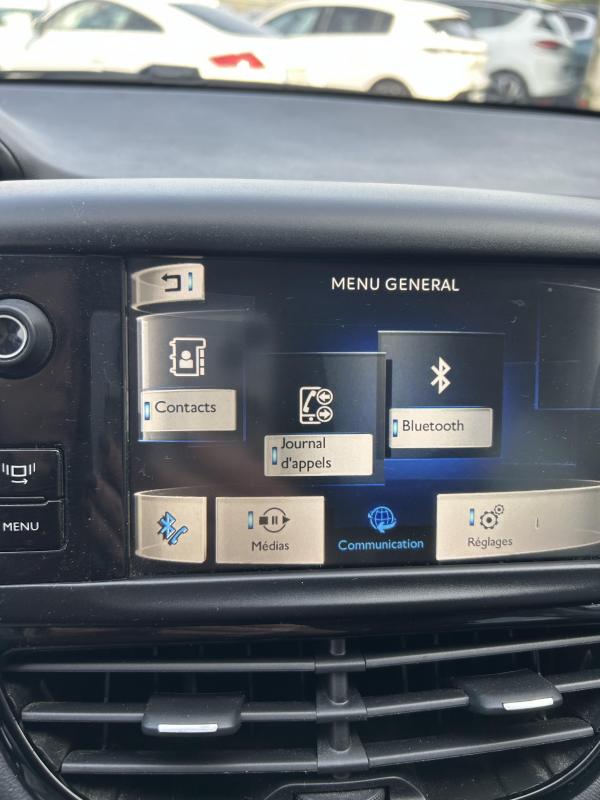 MENU GENERAL
Contacts
Journal
d'appels
Bluetooth
MENU
Médias
Communication
Réglages